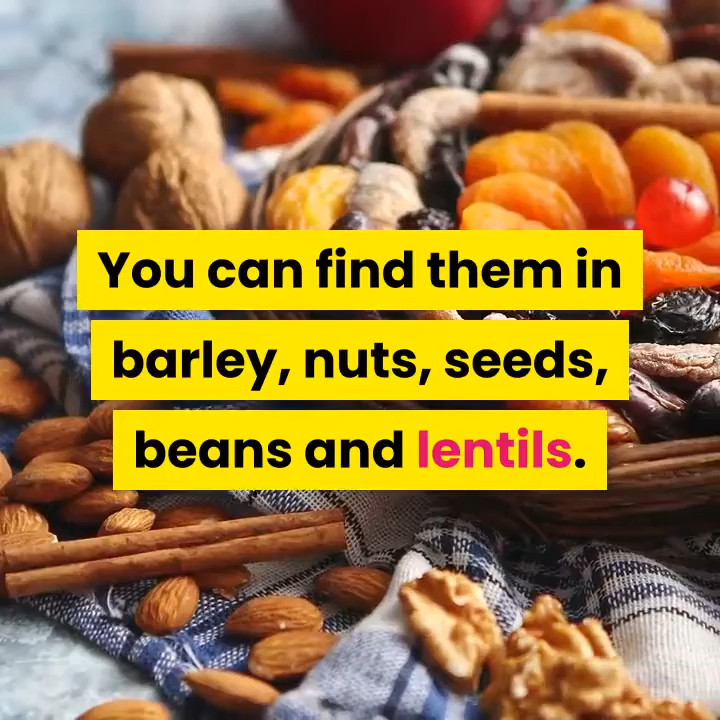 You can find them in
barley, nuts, seeds,
beans and lentils.